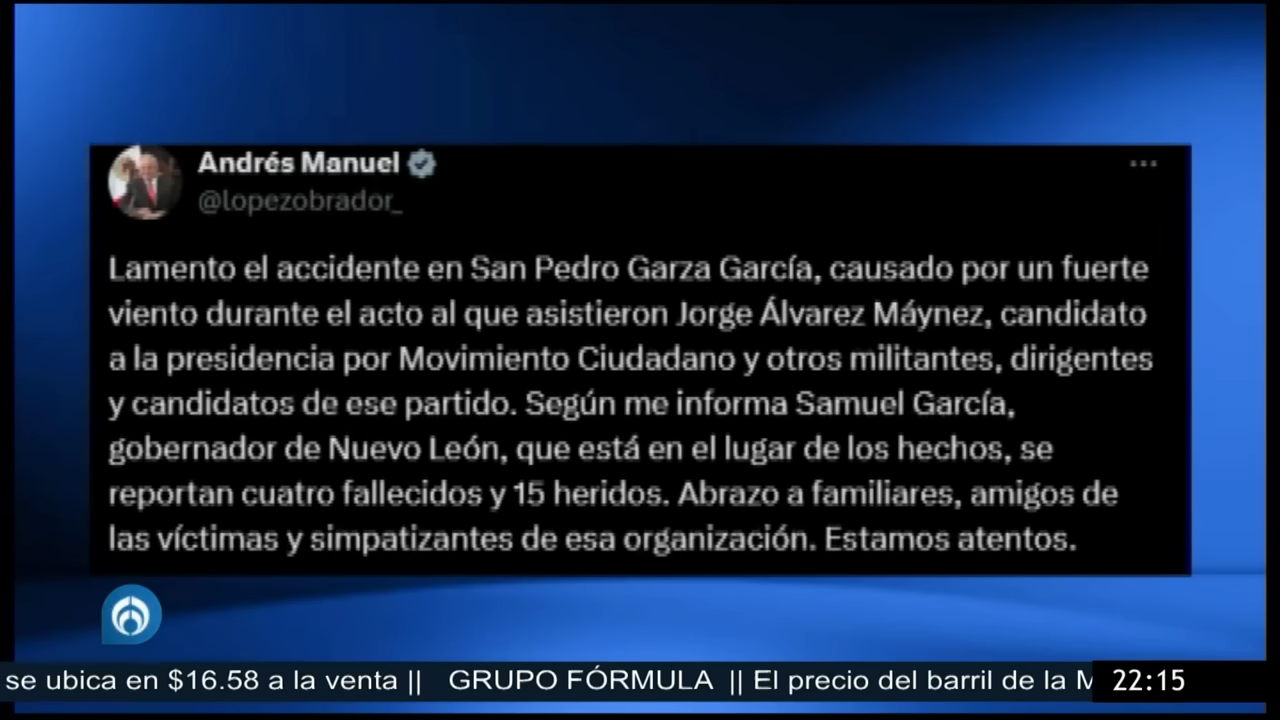 Andrés Manuel
@lopezobrador_
Lamento el accidente en San Pedro Garza García, causado por un fuerte
viento durante el acto al que asistieron Jorge Álvarez Máynez, candidato
a la presidencia por Movimiento Ciudadano y otros militantes, dirigentes
y candidatos de ese partido. Según me informa Samuel García,
gobernador de Nuevo León, que está en el lugar de los hechos, se
reportan cuatro fallecidos y 15 heridos. Abrazo a familiares, amigos de
las víctimas y simpatizantes de esa organización. Estamos atentos.
se ubica en $16.58 a la venta || GRUPO FÓRMULA || El precio del barril de la M
22:15